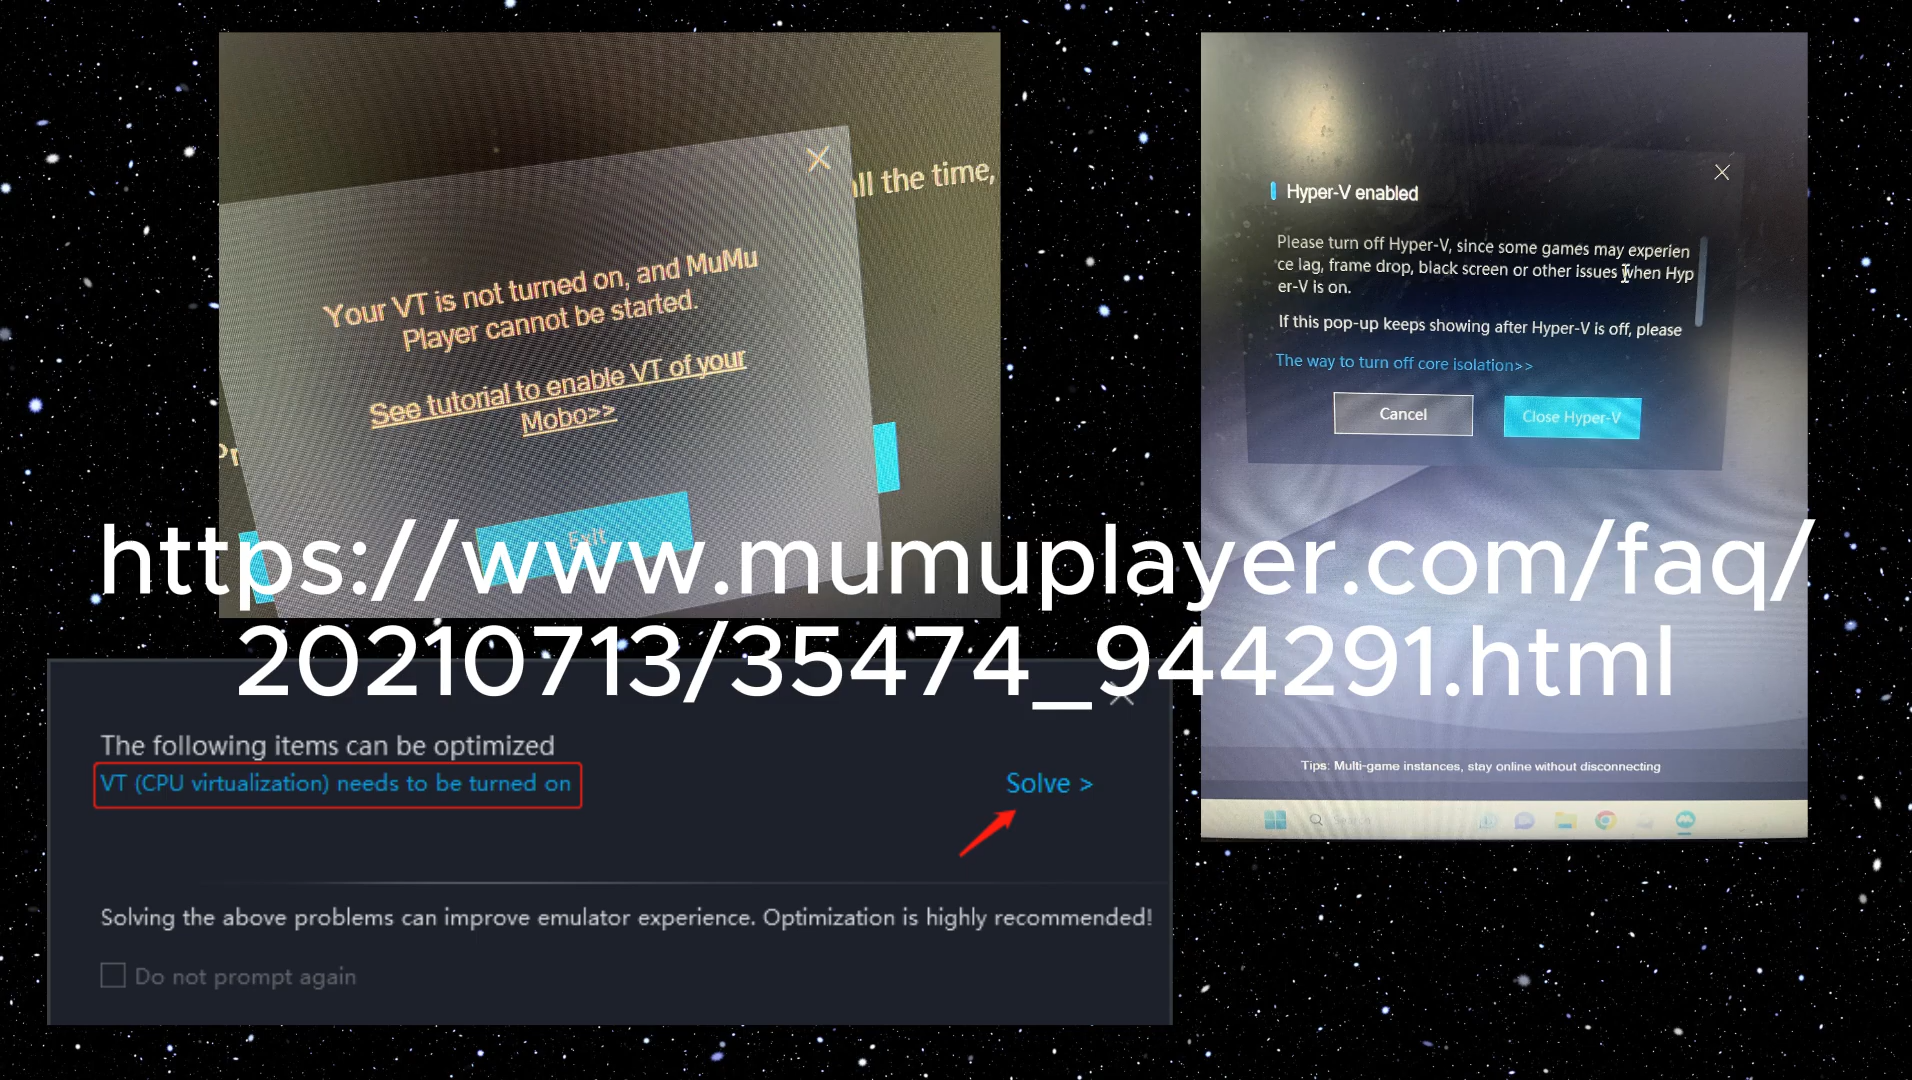 ll the time,
Your VT is not turned on, and MuMu
Player cannot be started.
See tutorial to enable VT of your
Mobo>>
Pr
Exit
Hyper-V enabled
Please turn off Hyper-V, since some games may experien
ce lag, frame drop, black screen or other issues when Hyp
er-V is on.
If this pop-up keeps showing after Hyper-V is off, please
The way to turn off core isolation>>
Cancel
Close Hyper-V
https://www.mumuplayer.com/faq/
20210713/35474_944291.html
The following items can be optimized
VT (CPU virtualization) needs to be turned on
Solve >
Solving the above problems can improve emulator experience. Optimization is highly recommended!
Do not prompt again
Tips: Multi-game instances, stay online without disconnecting
Search